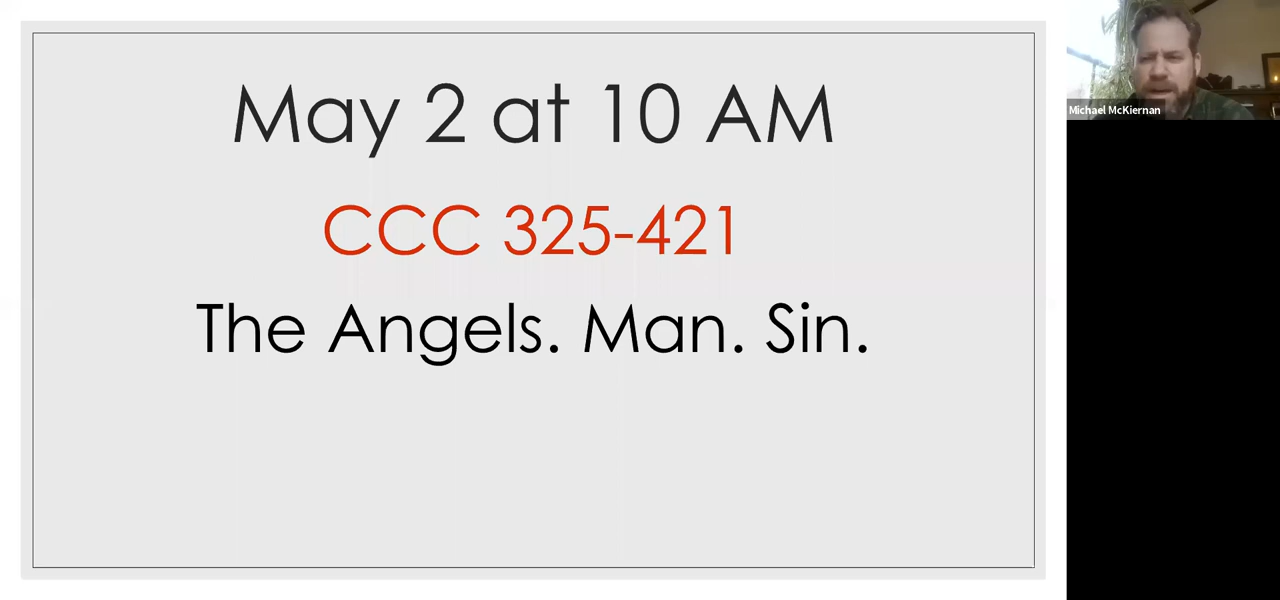 May 2 at 10 AM
CCC 325-421
The Angels. Man. Sin.
Michael McKiernan